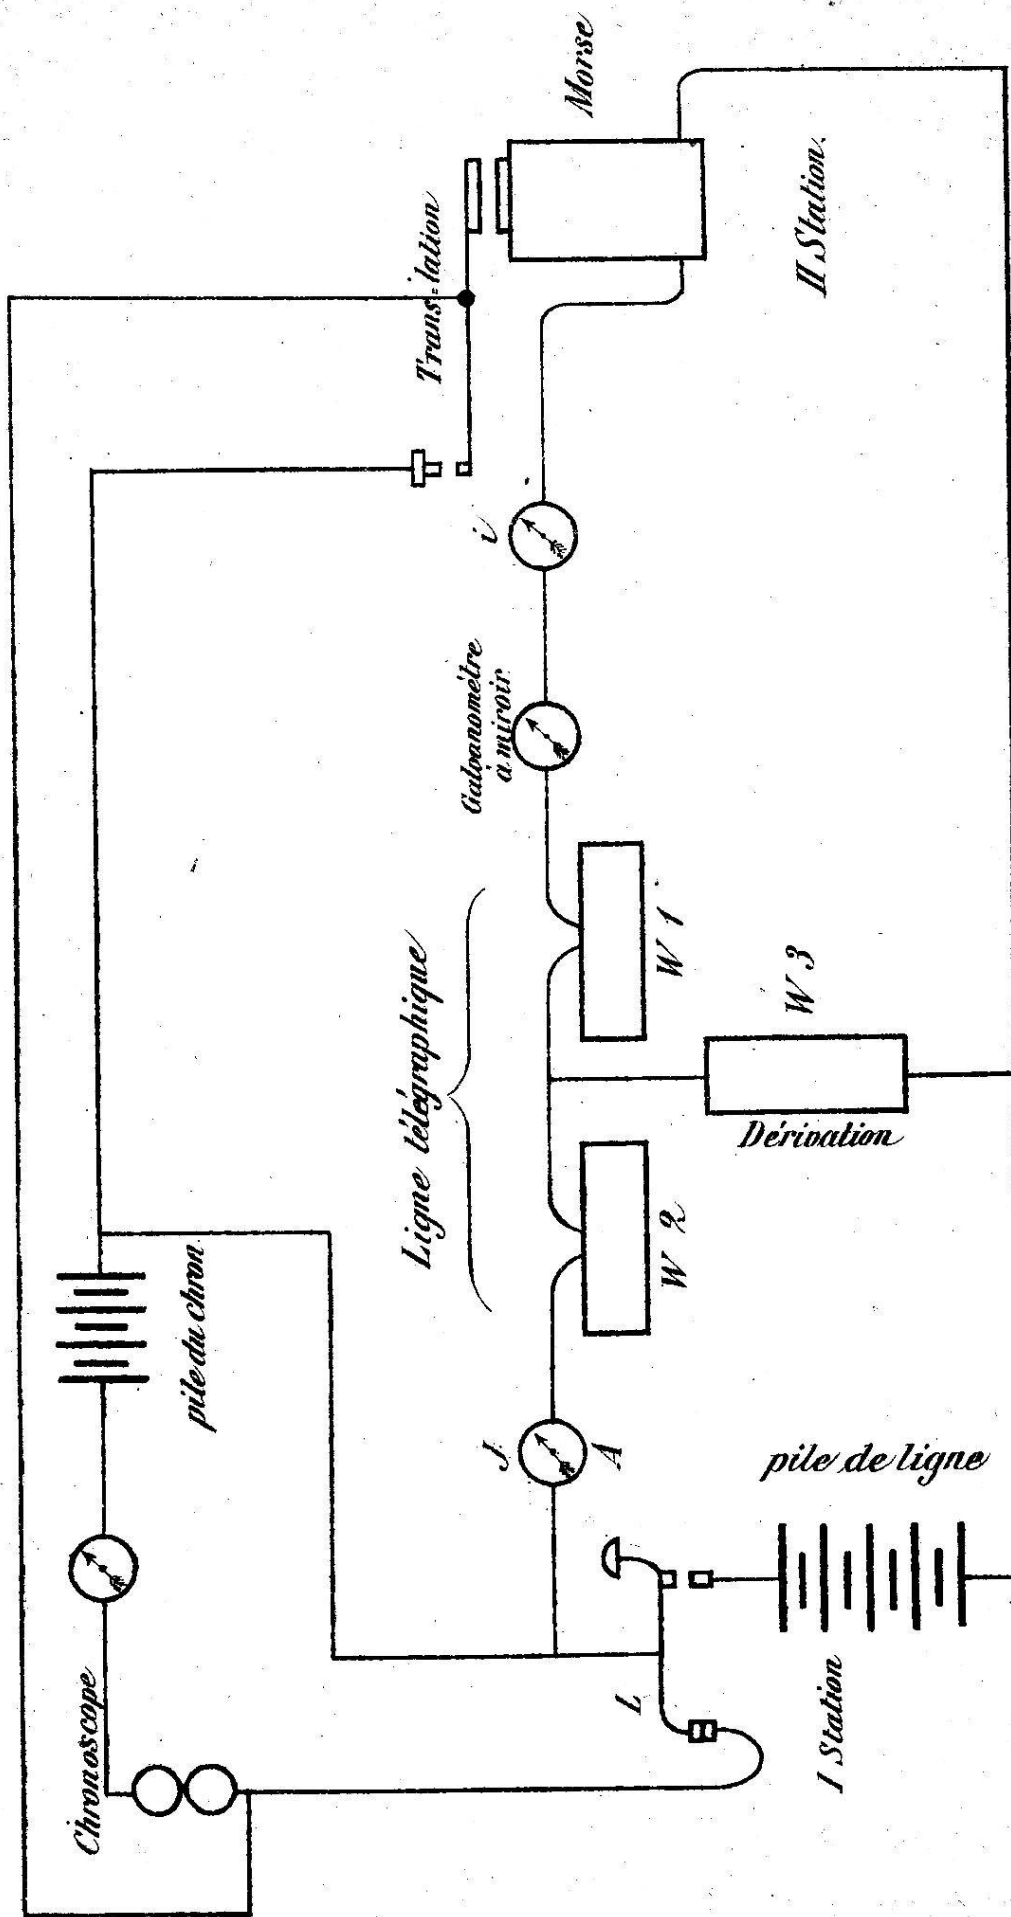 Chronoscope
pile du chron.
Trans=lation
Morse
II Station.
i
Galvanomètre
à miroir
Ligne télégraphique
W 1
W 2
W 3
Dérivation
J.
A
pile de ligne
L
I Station